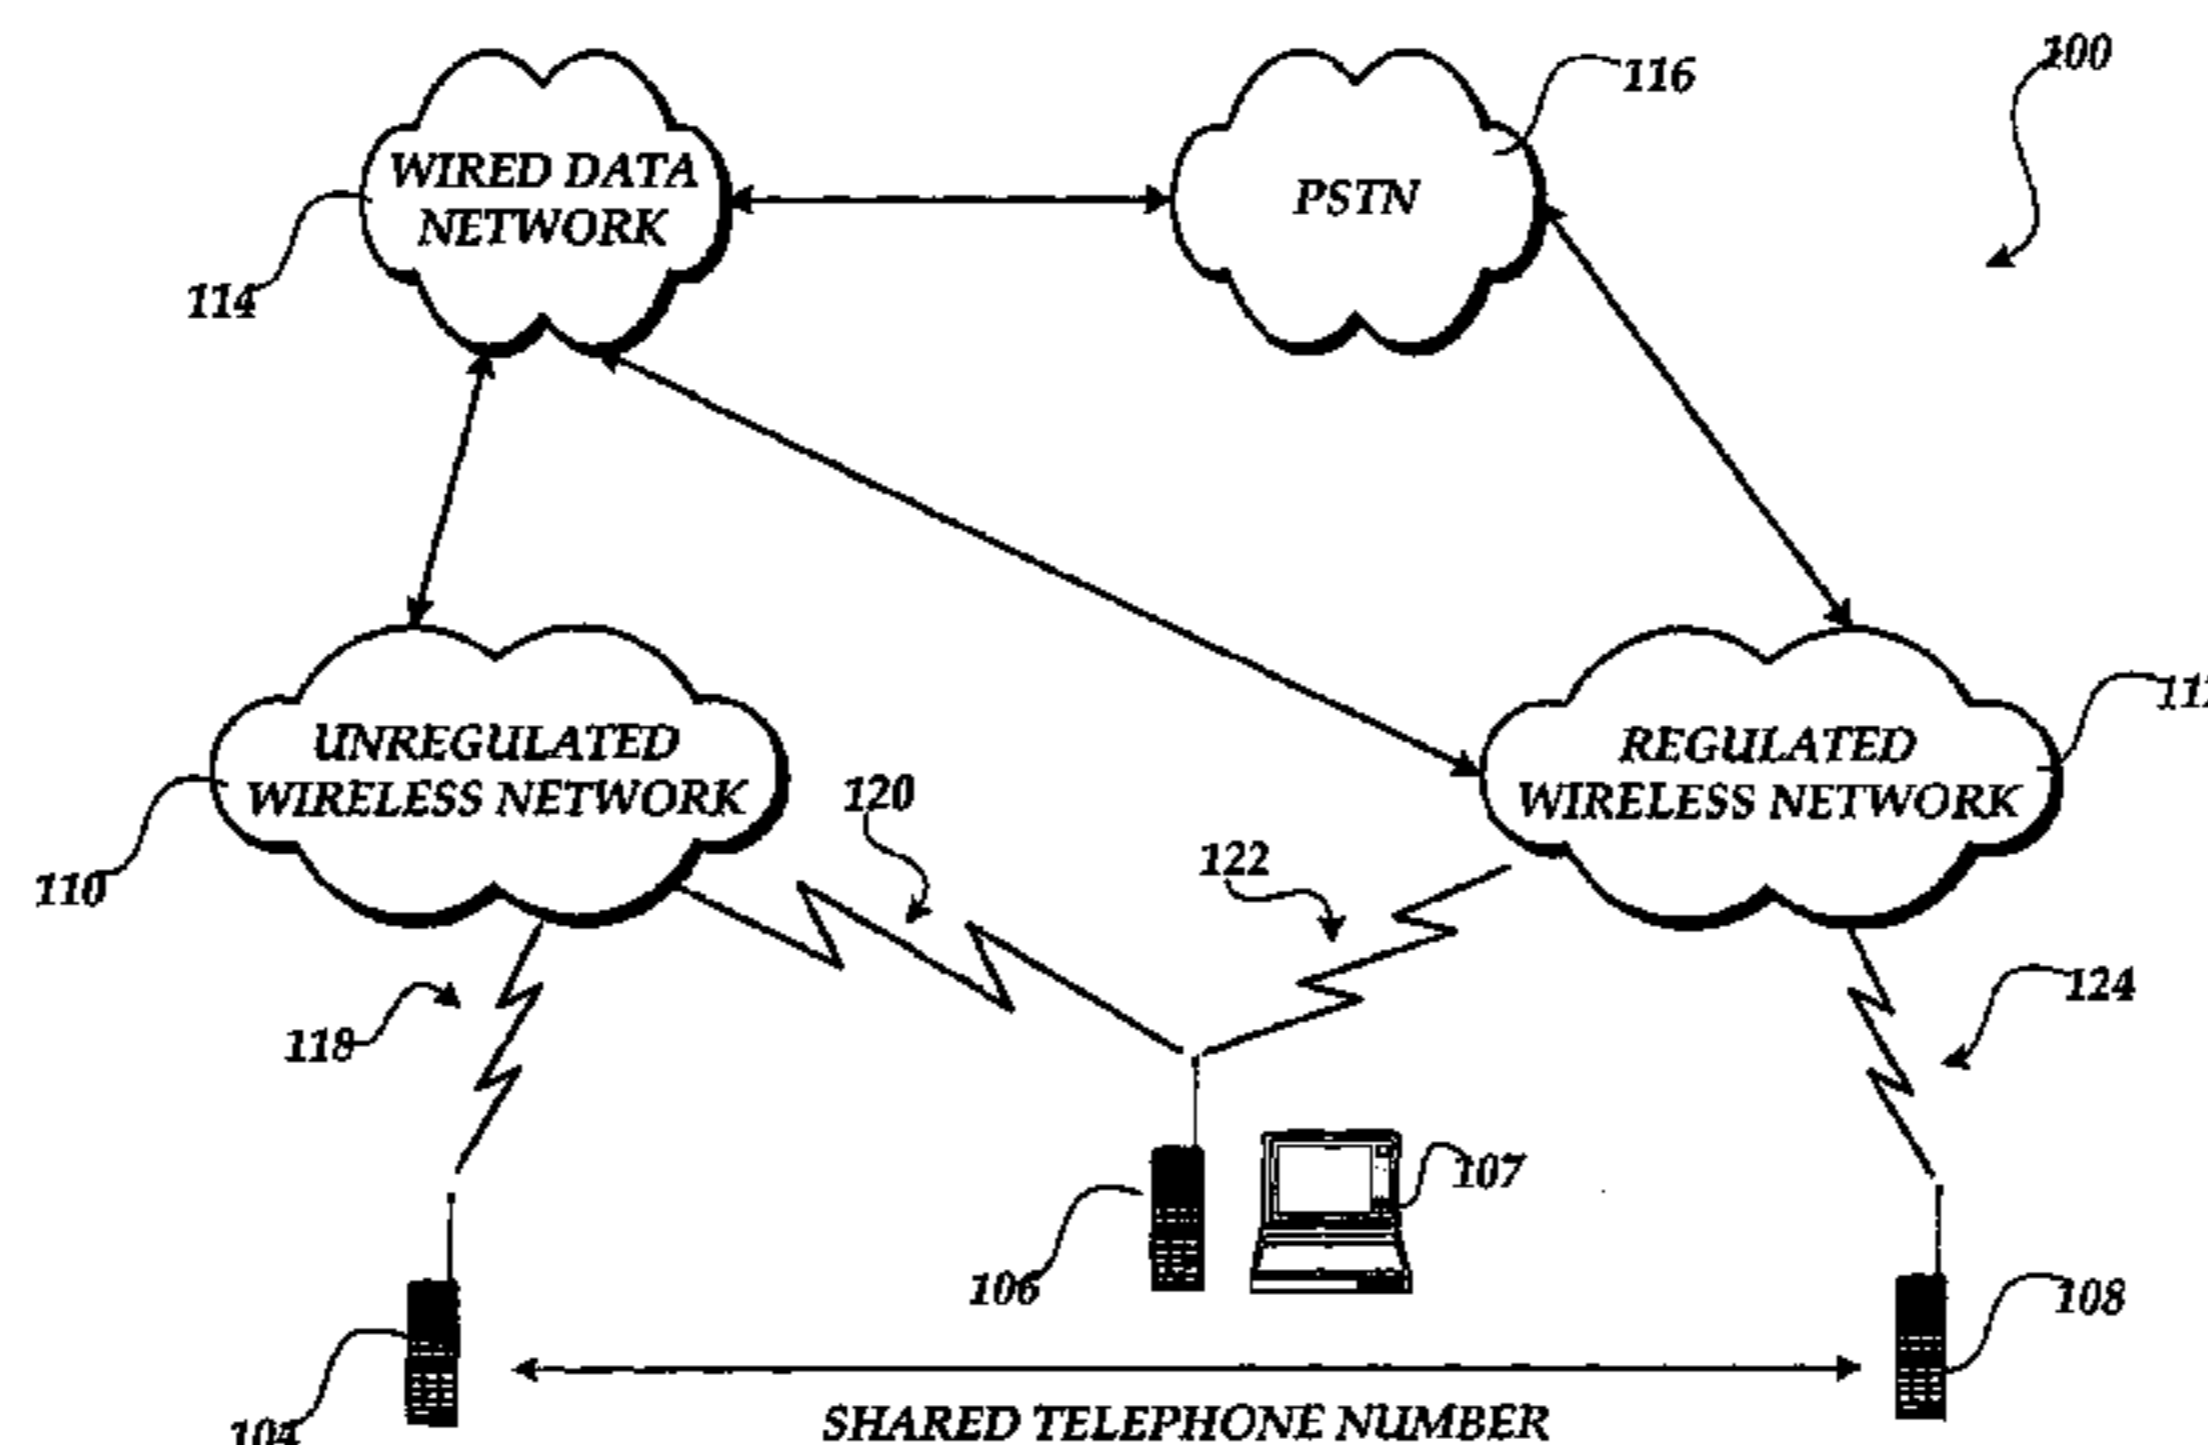 100
116
WIRED DATA
NETWORK
PSTN
114
UNREGULATED
WIRELESS NETWORK
REGULATED
WIRELESS NETWORK
110
120
122
118
124
107
106
108
104
SHARED TELEPHONE NUMBER